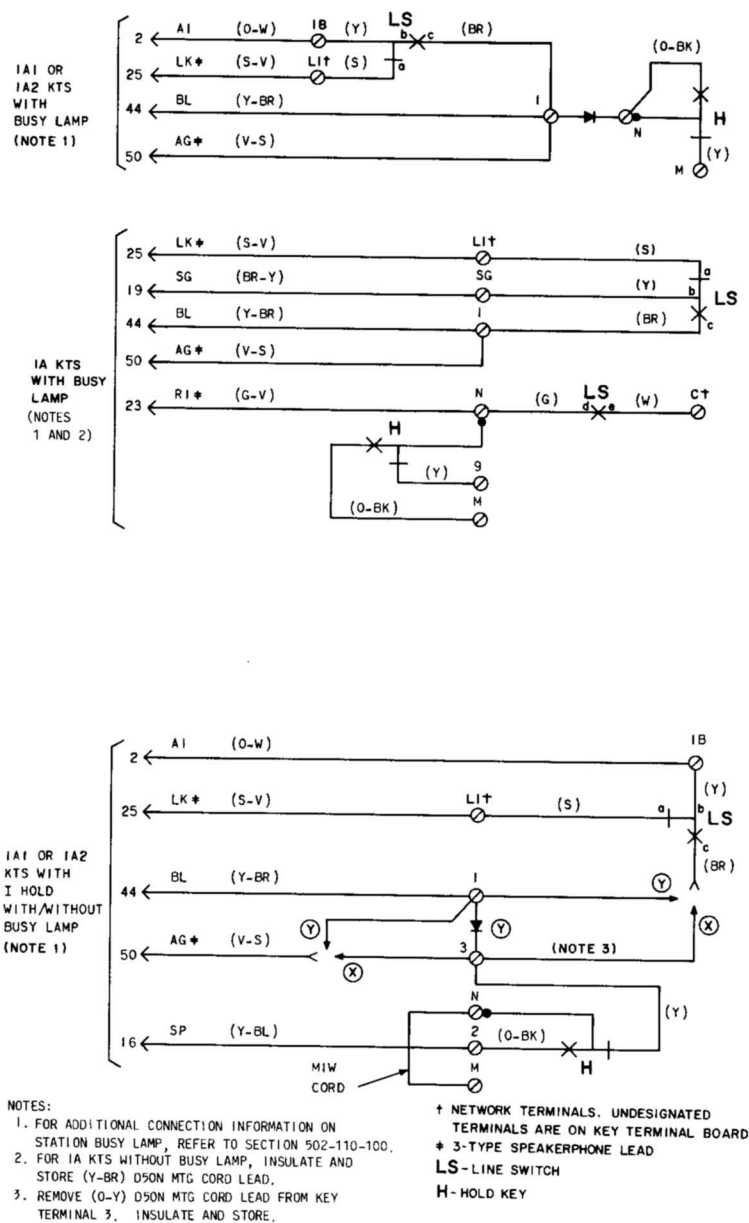 LS
2 AI (O-W) IB (Y) b c (BR)
(O-BK)
25 LK* (S-V) LI† (S) a
IA1 OR
IA2 KTS
WITH
BUSY LAMP
(NOTE 1)
44 BL (Y-BR) I N H
50 AG* (V-S) M (Y)
25 LK* (S-V) LI† (S) a
19 SG (BR-Y) SG (Y) b LS
44 BL (Y-BR) I (BR) c
50 AG* (V-S)
IA KTS
WITH BUSY
LAMP
(NOTES
1 AND 2)
23 RI* (G-V) N (G) LS d e (W) C†
H
(Y) 9
(O-BK) M
2 AI (O-W) IB
(Y)
25 LK* (S-V) LI† (S) a b LS
c
(BR)
IA1 OR IA2
KTS WITH
I HOLD
WITH/WITHOUT
BUSY LAMP
(NOTE 1)
44 BL (Y-BR) I Y
Y Y X
50 AG* (V-S) X 3 (NOTE 3)
N (Y)
16 SP (Y-BL) 2 (O-BK) H
MIW
CORD
M
NOTES:
1. FOR ADDITIONAL CONNECTION INFORMATION ON
STATION BUSY LAMP, REFER TO SECTION 502-110-100.
2. FOR IA KTS WITHOUT BUSY LAMP, INSULATE AND
STORE (Y-BR) D50N MTG CORD LEAD.
3. REMOVE (O-Y) D50N MTG CORD LEAD FROM KEY
TERMINAL 3. INSULATE AND STORE.
† NETWORK TERMINALS. UNDESIGNATED
TERMINALS ARE ON KEY TERMINAL BOARD
* 3-TYPE SPEAKERPHONE LEAD
LS-LINE SWITCH
H-HOLD KEY